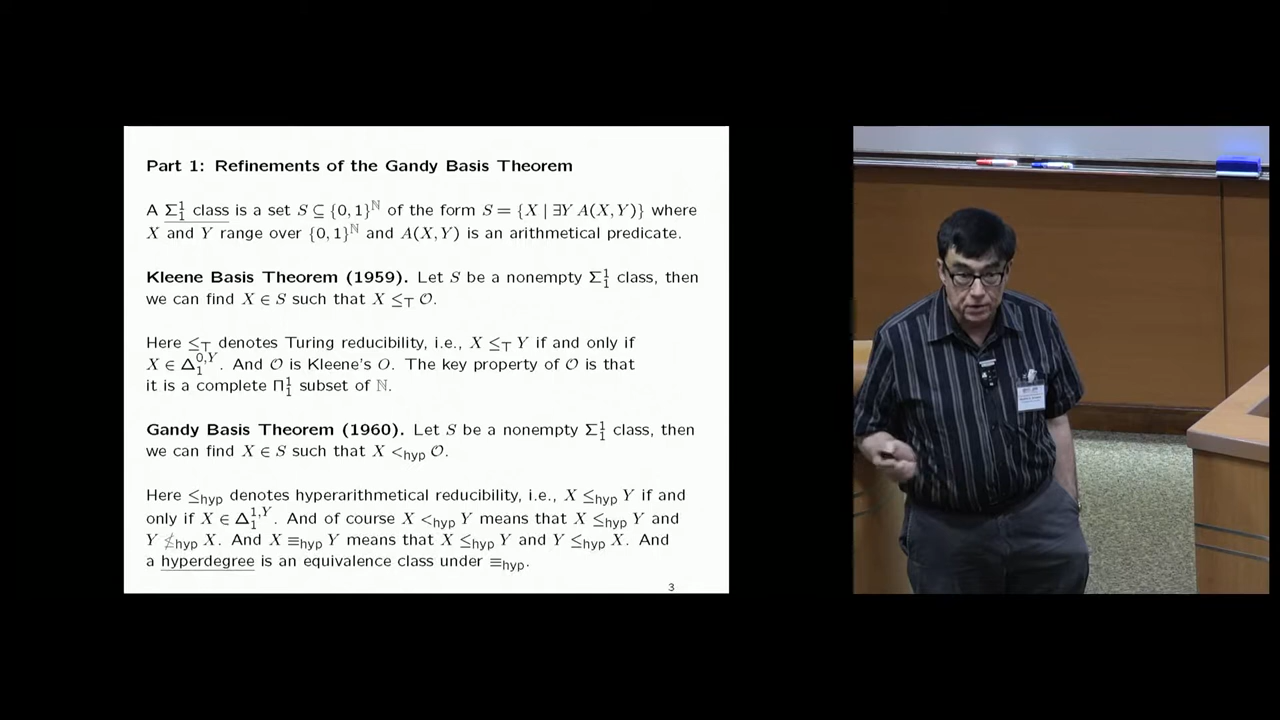 Part 1: Refinements of the Gandy Basis Theorem
A Σ¹₁ class is a set S ⊆ {0,1}^ℕ of the form S = {X | ∃Y A(X,Y)} where
X and Y range over {0,1}^ℕ and A(X,Y) is an arithmetical predicate.
Kleene Basis Theorem (1959). Let S be a nonempty Σ¹₁ class, then
we can find X ∈ S such that X ≤_T 𝒪.
Here ≤_T denotes Turing reducibility, i.e., X ≤_T Y if and only if
X ∈ Δ₁^{0,Y}. And 𝒪 is Kleene's O. The key property of 𝒪 is that
it is a complete Π¹₁ subset of ℕ.
Gandy Basis Theorem (1960). Let S be a nonempty Σ¹₁ class, then
we can find X ∈ S such that X <_hyp 𝒪.
Here ≤_hyp denotes hyperarithmetical reducibility, i.e., X ≤_hyp Y if and
only if X ∈ Δ₁^{1,Y}. And of course X <_hyp Y means that X ≤_hyp Y and
Y ≰_hyp X. And X ≡_hyp Y means that X ≤_hyp Y and Y ≤_hyp X. And
a hyperdegree is an equivalence class under ≡_hyp.
3